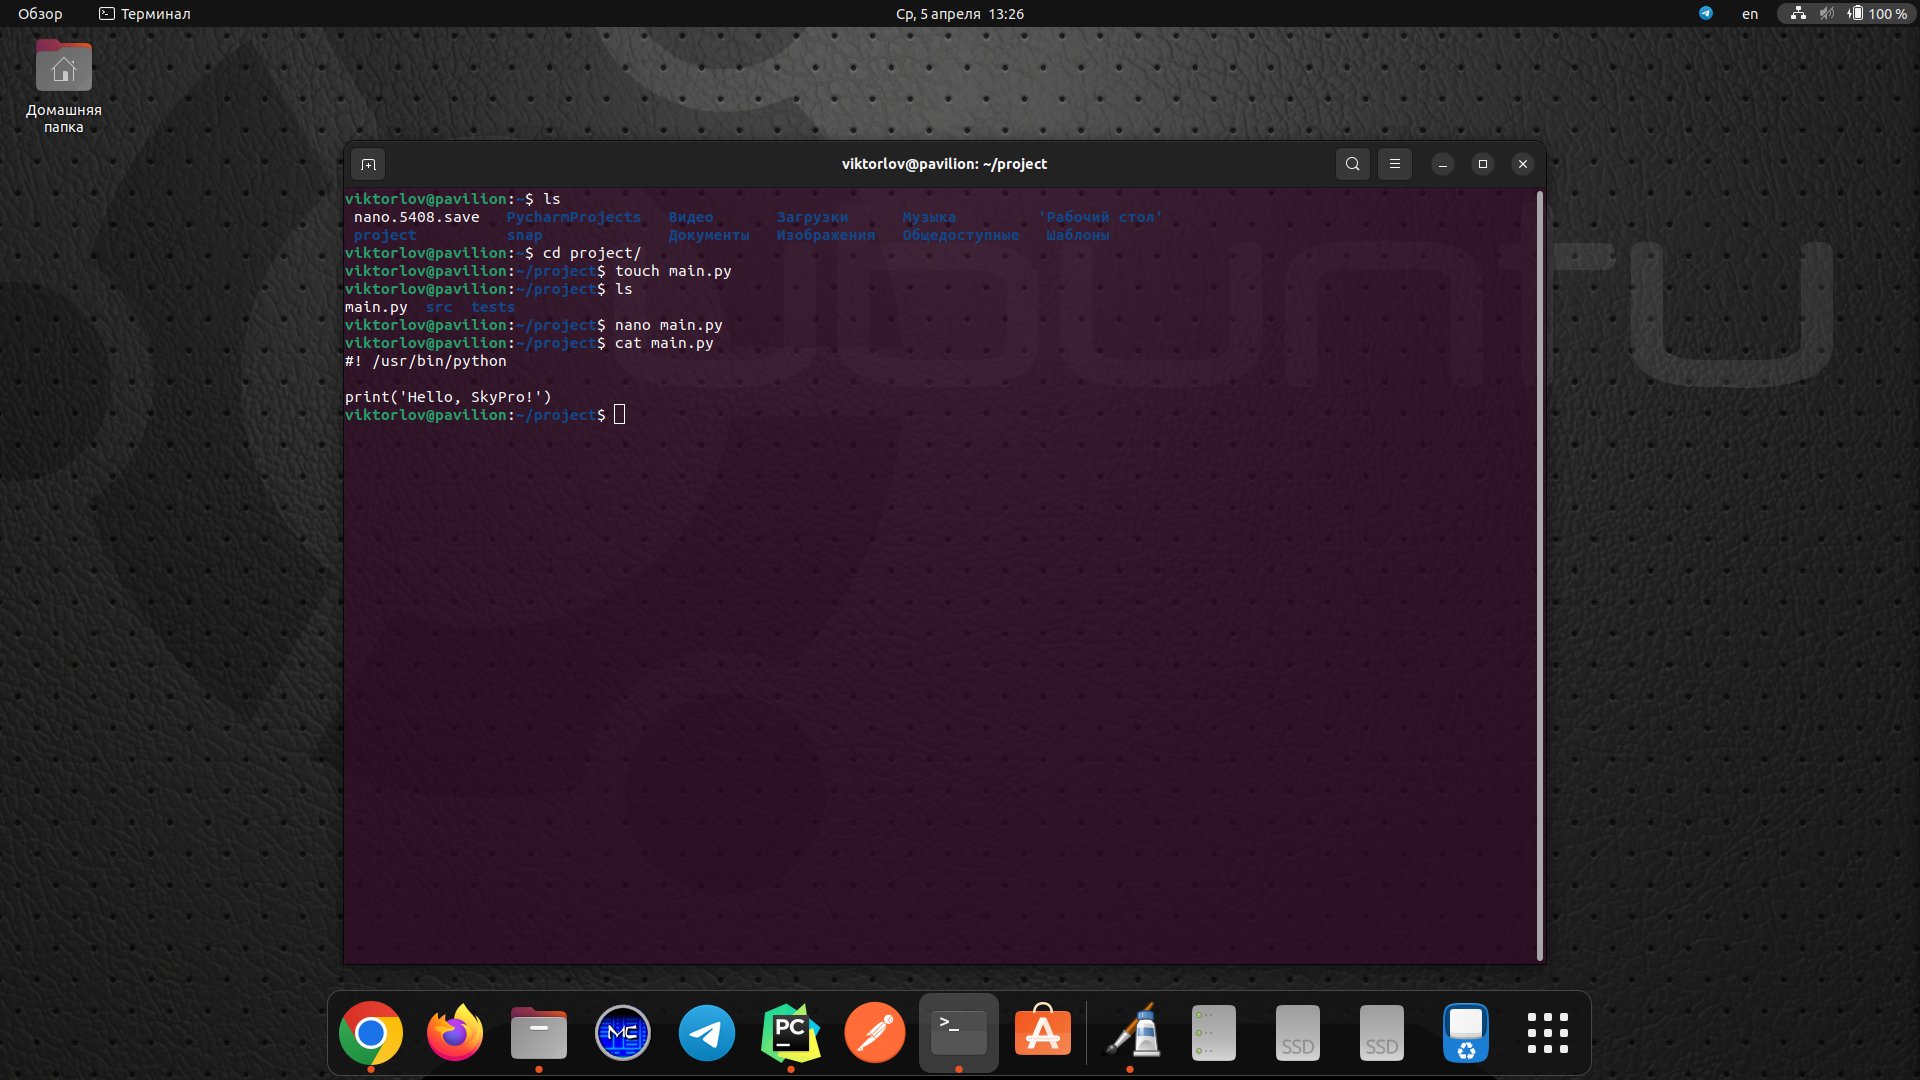 Обзор Терминал Ср, 5 апреля 13:26 en 100 %
Домашняя
папка
viktorlov@pavilion: ~/project
viktorlov@pavilion:~$ ls
nano.5408.save PycharmProjects Видео Загрузки Музыка 'Рабочий стол'
project snap Документы Изображения Общедоступные Шаблоны
viktorlov@pavilion:~$ cd project/
viktorlov@pavilion:~/project$ touch main.py
viktorlov@pavilion:~/project$ ls
main.py src tests
viktorlov@pavilion:~/project$ nano main.py
viktorlov@pavilion:~/project$ cat main.py
#! /usr/bin/python
print('Hello, SkyPro!')
viktorlov@pavilion:~/project$
ubuntu
MC PC >_ SSD SSD